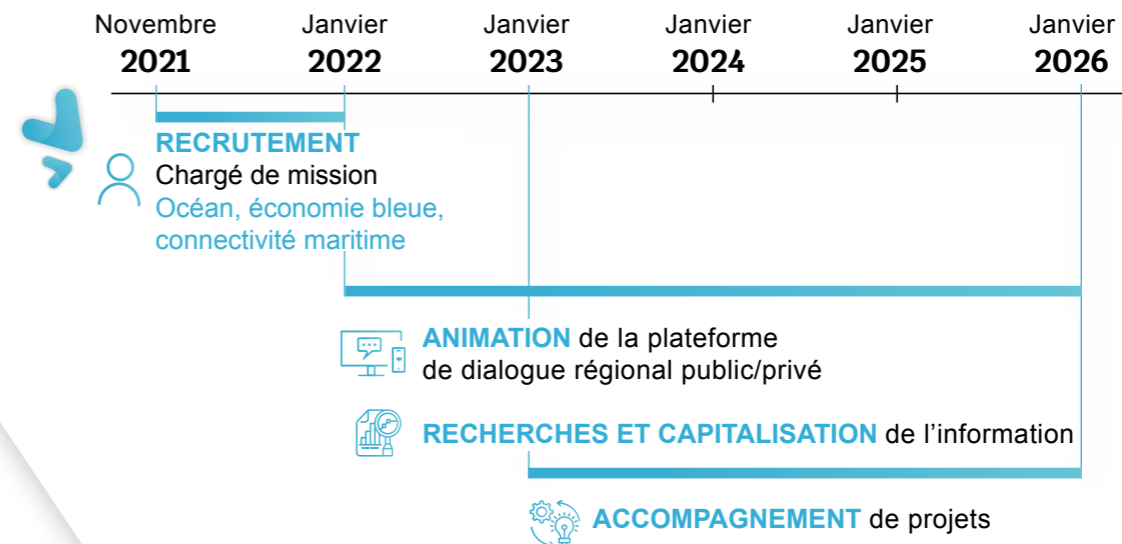 Novembre Janvier Janvier Janvier Janvier Janvier
2021 2022 2023 2024 2025 2026
RECRUTEMENT
Chargé de mission
Océan, économie bleue,
connectivité maritime
ANIMATION de la plateforme
de dialogue régional public/privé
RECHERCHES ET CAPITALISATION de l’information
ACCOMPAGNEMENT de projets